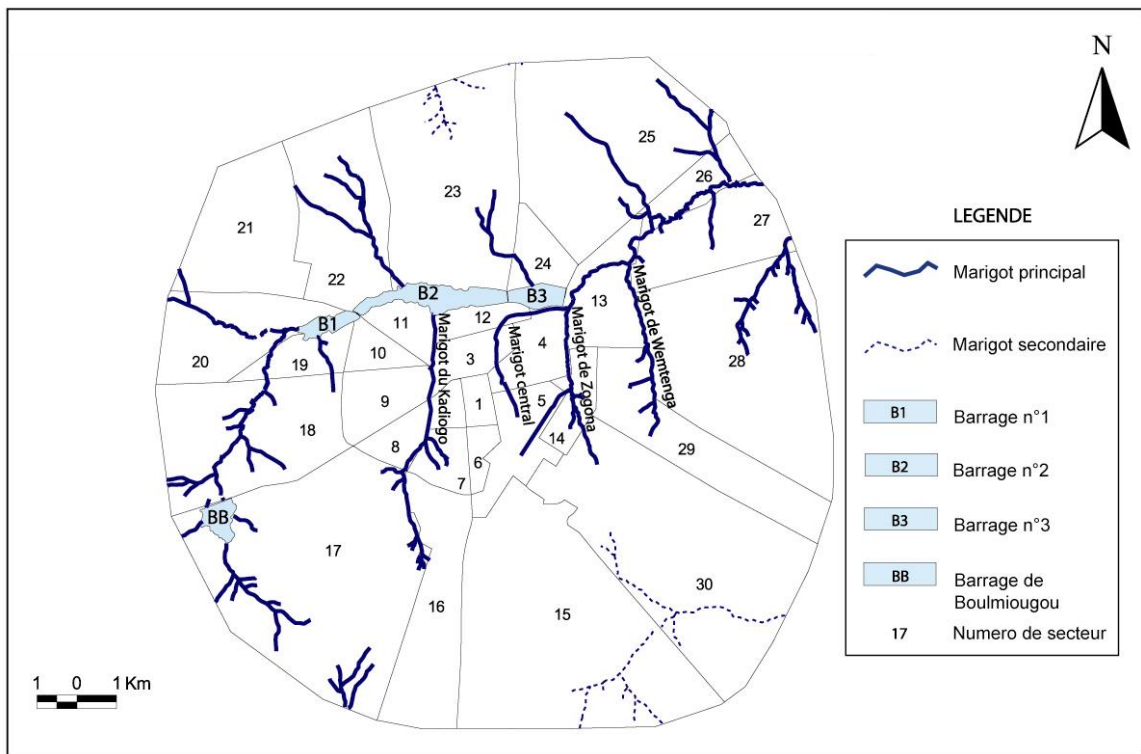 N
25
23
26
21
27
24
22
LEGENDE
Marigot principal
B2
B3
13
B1
11
12
Marigot du Kadiogo
Marigot central
Marigot de Zogona
Marigot de Wemtenga
4
10
3
20
19
28
Marigot secondaire
9
1
5
B1
Barrage n°1
18
14
8
29
6
B2
Barrage n°2
7
BB
B3
Barrage n°3
17
30
BB
Barrage de
Boulmiougou
16
15
17
Numero de secteur
1 0 1 Km